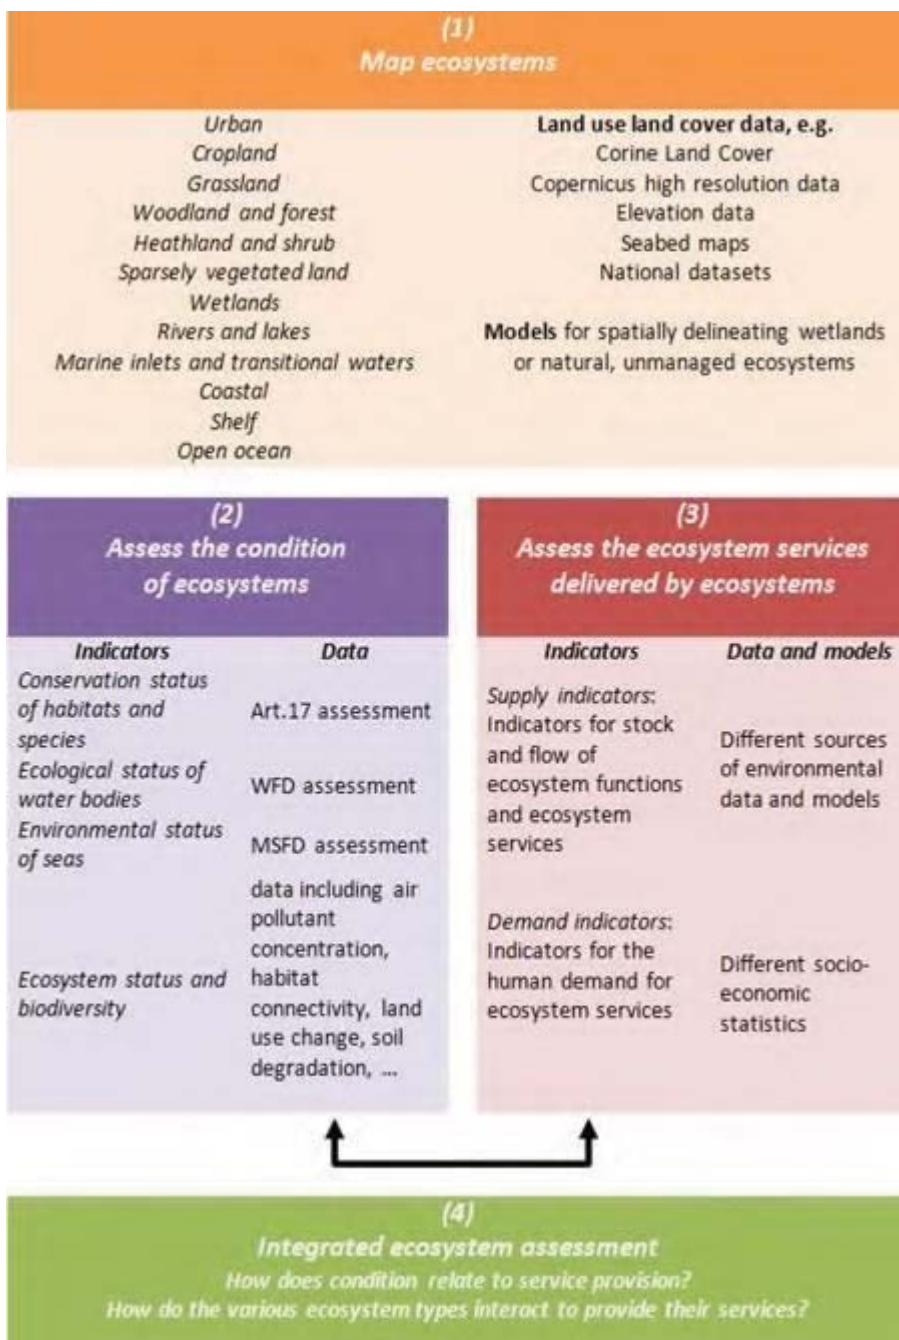 (1)
Map ecosystems
Urban
Cropland
Grassland
Woodland and forest
Heathland and shrub
Sparsely vegetated land
Wetlands
Rivers and lakes
Marine inlets and transitional waters
Coastal
Shelf
Open ocean
Land use land cover data, e.g.
Corine Land Cover
Copernicus high resolution data
Elevation data
Seabed maps
National datasets
Models for spatially delineating wetlands
or natural, unmanaged ecosystems
(2)
Assess the condition
of ecosystems
Indicators
Data
Conservation status
of habitats and
species
Art.17 assessment
Ecological status of
water bodies
WFD assessment
Environmental status
of seas
MSFD assessment
Ecosystem status and
biodiversity
data including air
pollutant
concentration,
habitat
connectivity, land
use change, soil
degradation, ...
(3)
Assess the ecosystem services
delivered by ecosystems
Indicators
Data and models
Supply indicators:
Indicators for stock
and flow of
ecosystem functions
and ecosystem
services
Different sources
of environmental
data and models
Demand indicators:
Indicators for the
human demand for
ecosystem services
Different socio-
economic
statistics
(4)
Integrated ecosystem assessment
How does condition relate to service provision?
How do the various ecosystem types interact to provide their services?